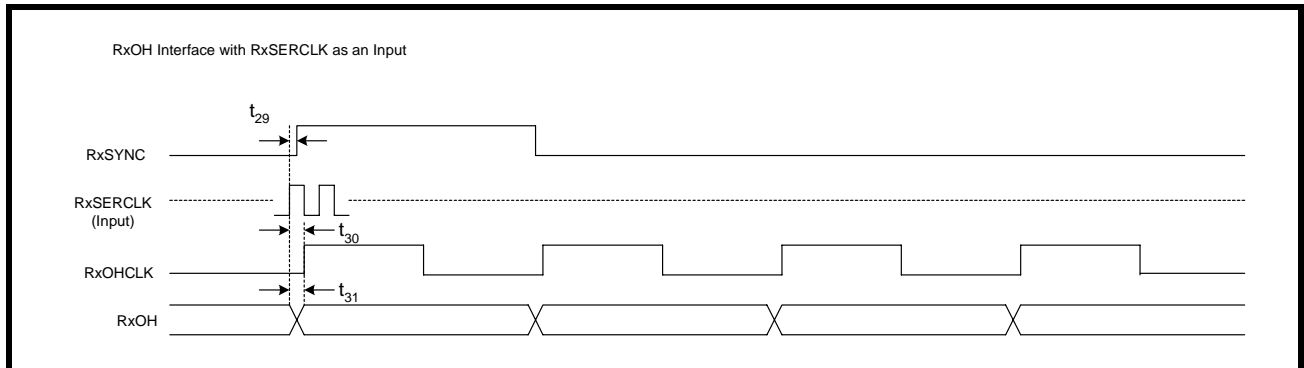 RxOH Interface with RxSERCLK as an Input
t29
RxSYNC
RxSERCLK
(Input)
t30
RxOHCLK
t31
RxOH